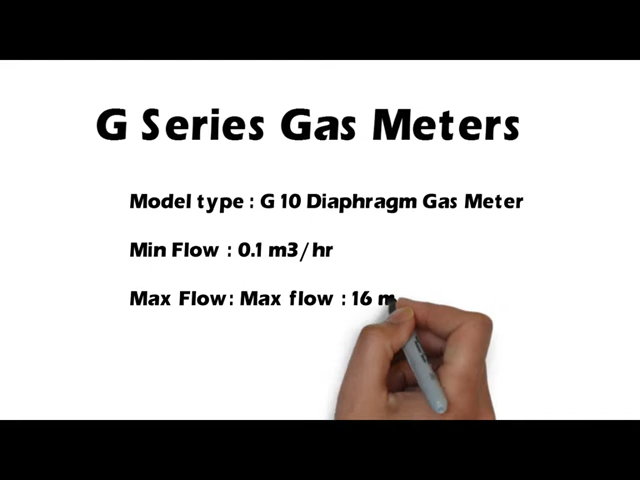 G Series Gas Meters
Model type : G 10 Diaphragm Gas Meter
Min Flow : 0.1 m3/hr
Max Flow: Max flow : 16 m